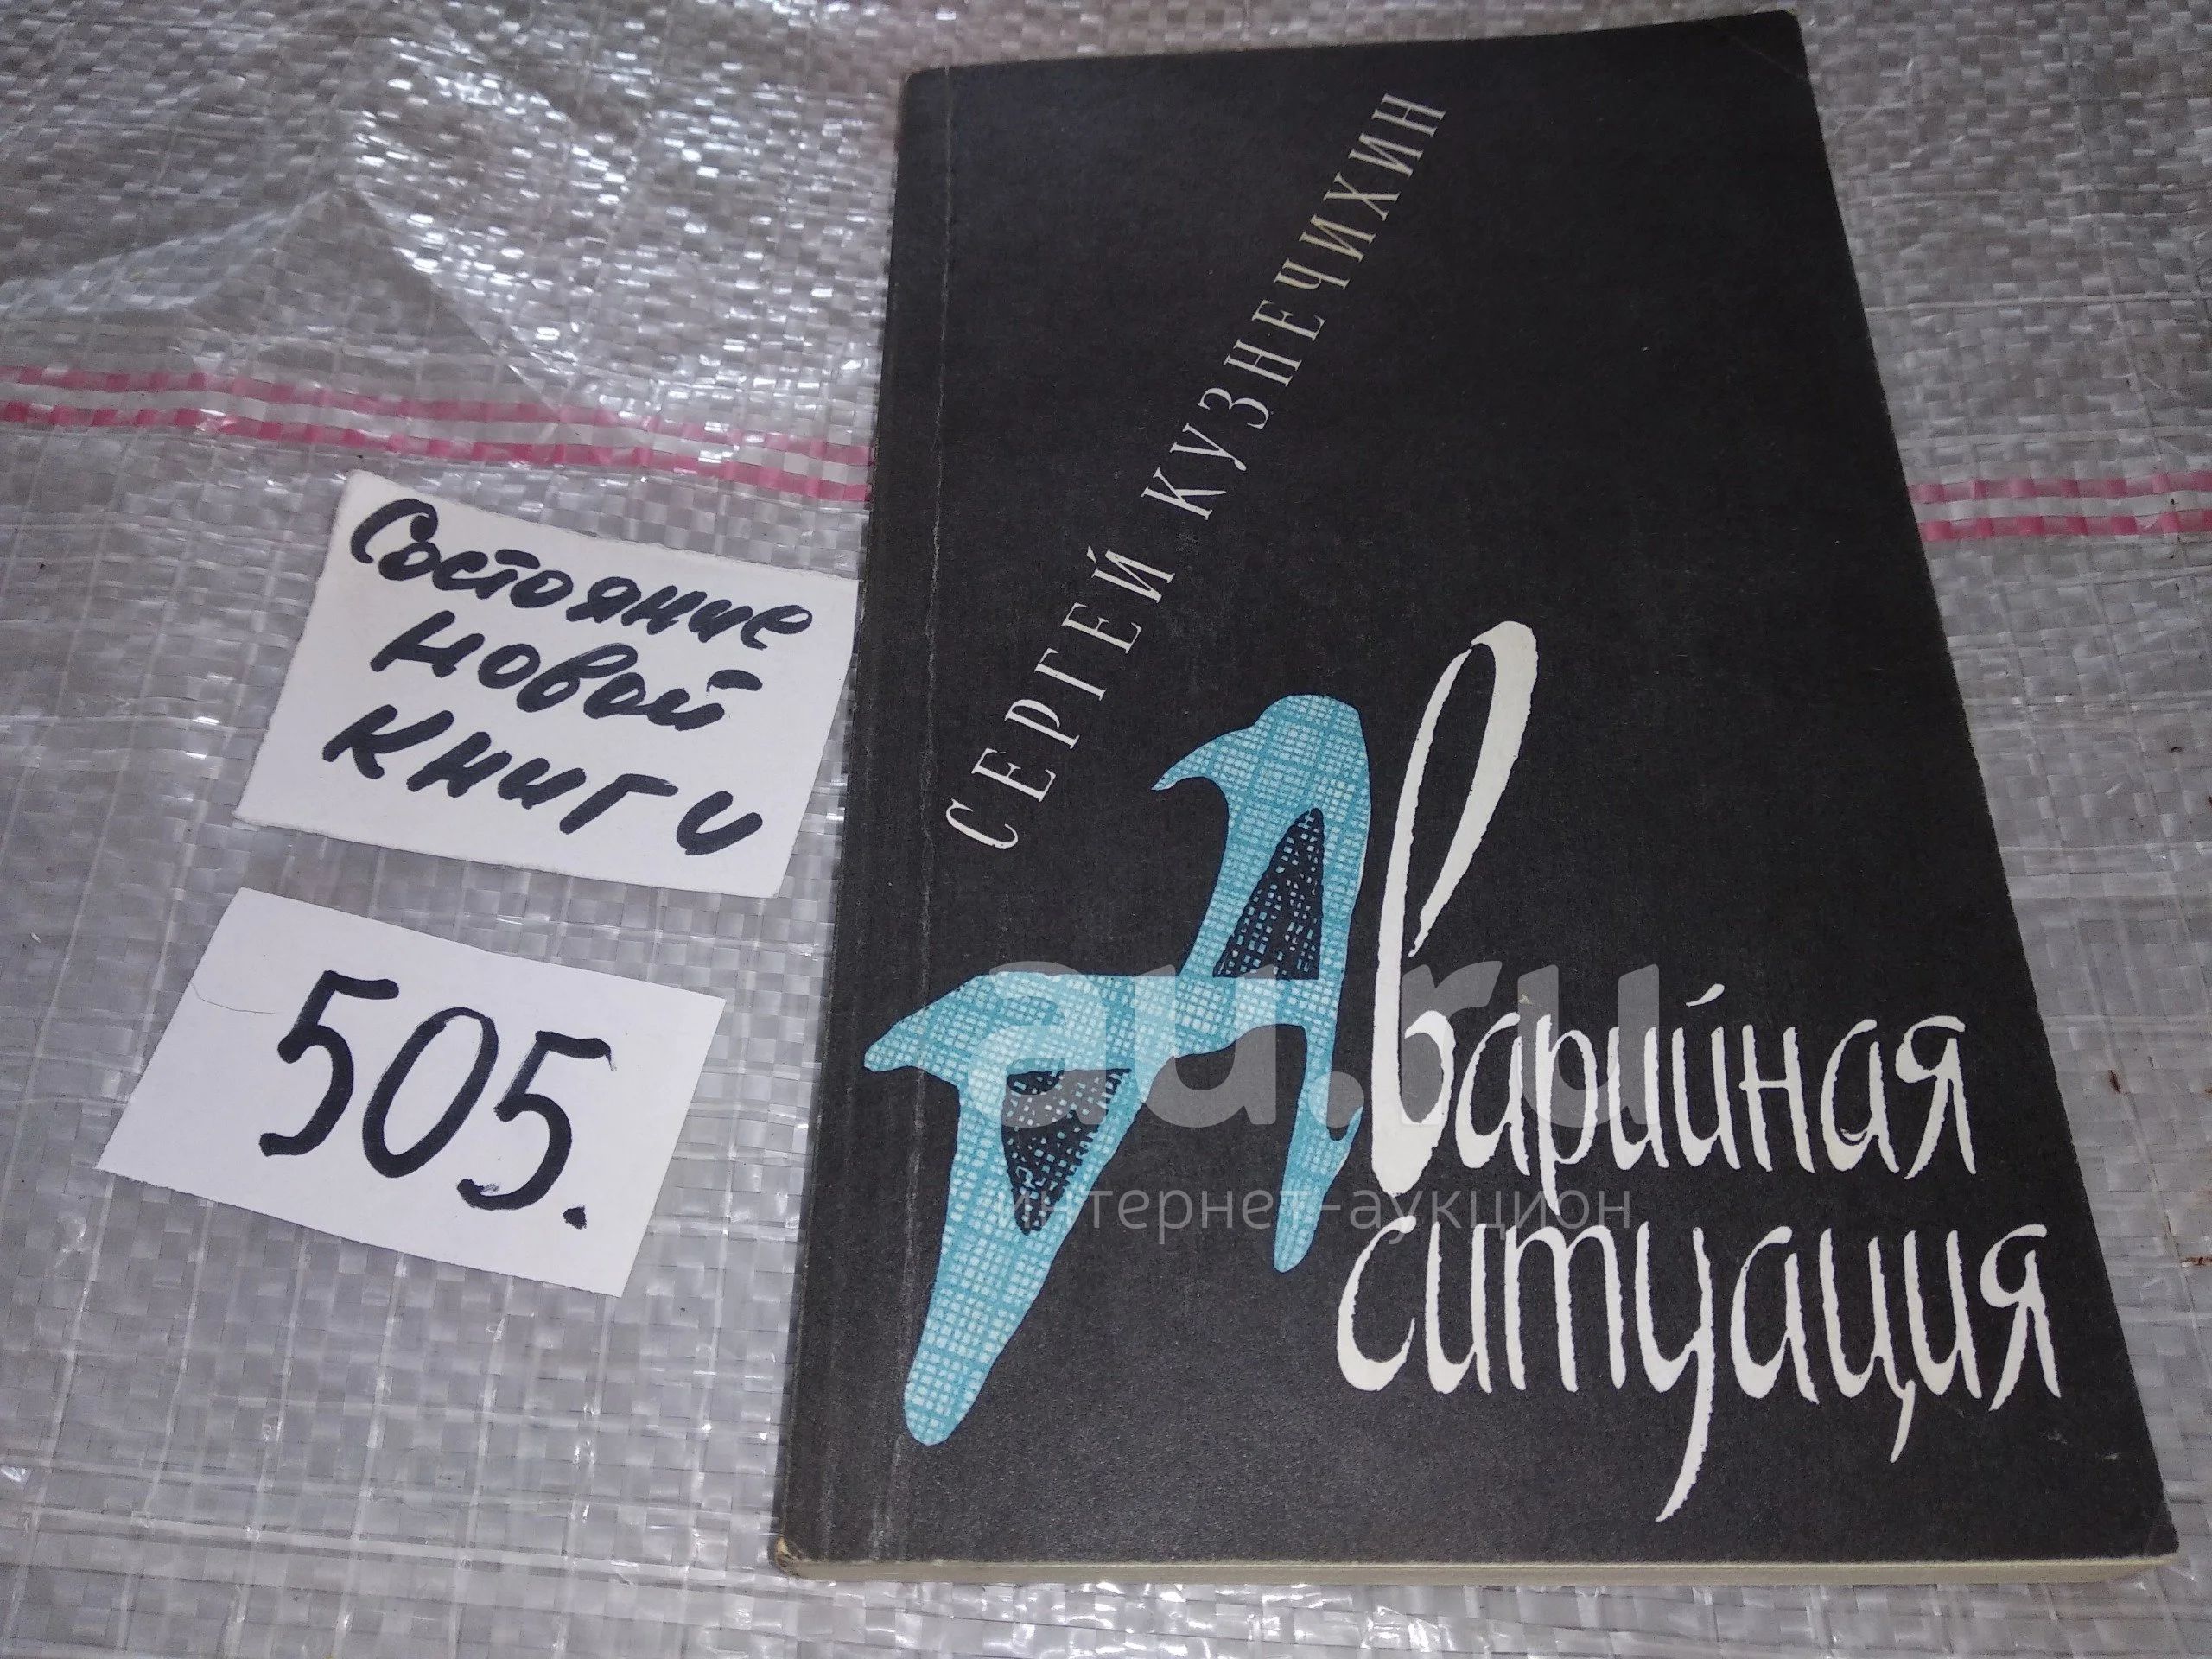 Состояние
новой
книги
505.
СЕРГЕЙ КУЗНЕЧИХИН
Аварийная
ситуация
au.ru
интернет-аукцион